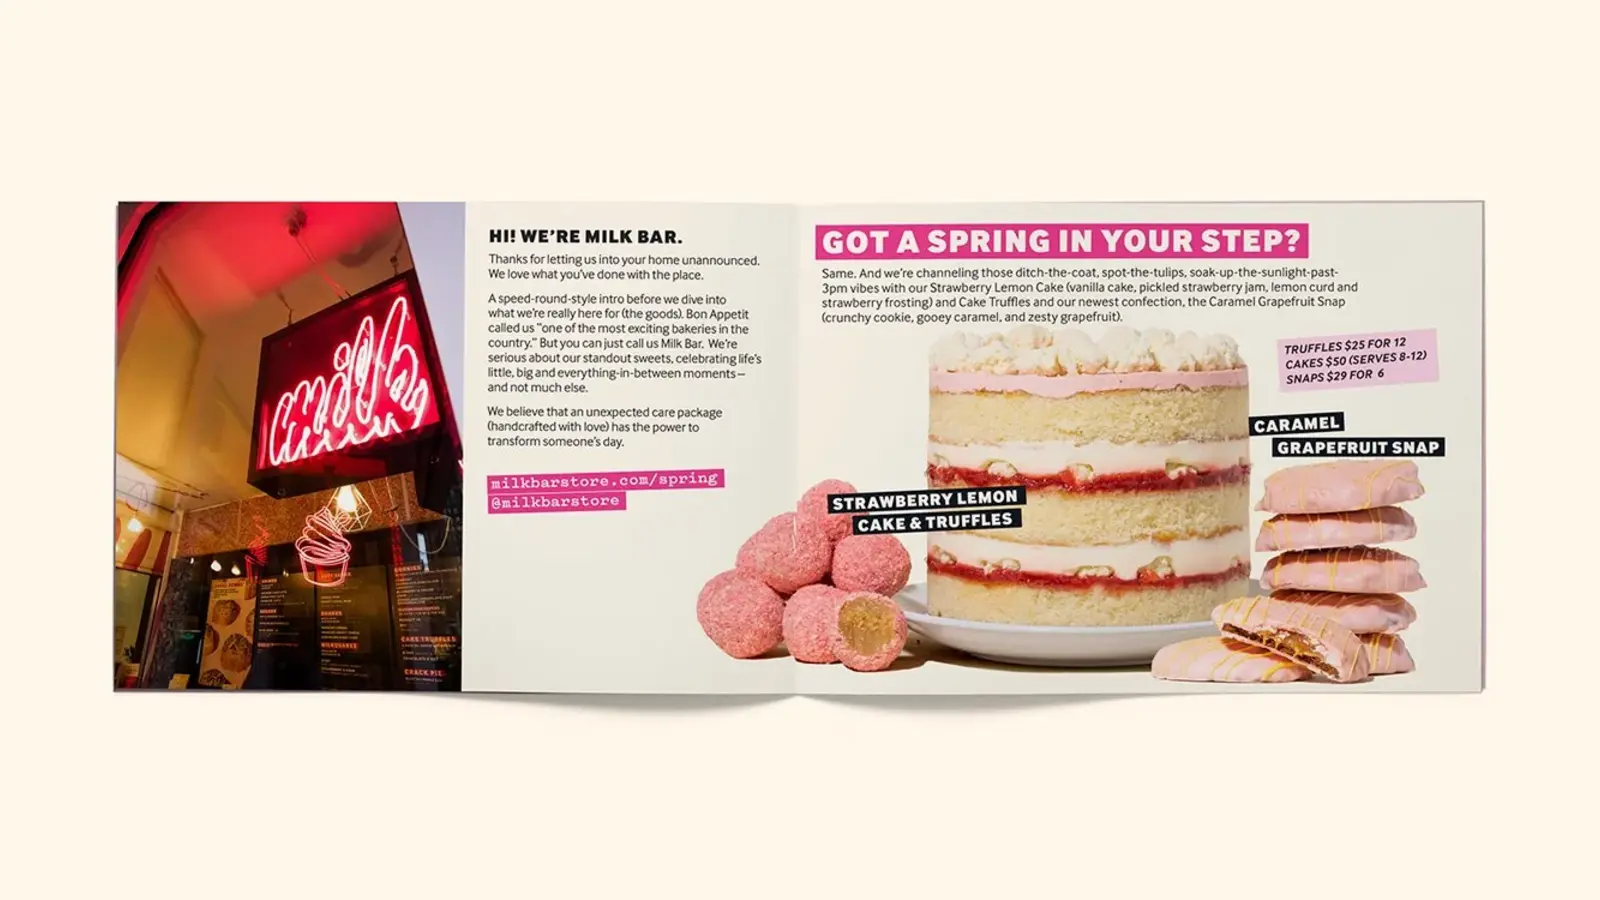 milk
HI! WE'RE MILK BAR.
Thanks for letting us into your home unannounced.
We love what you've done with the place.
A speed-round-style intro before we dive into
what we're really here for (the goods). Bon Appetit
called us "one of the most exciting bakeries in the
country." But you can just call us Milk Bar. We're
serious about our standout sweets, celebrating life's
little, big and everything-in-between moments—
and not much else.
We believe that an unexpected care package
(handcrafted with love) has the power to
transform someone's day.
milkbarstore.com/spring
@milkbarstore
GOT A SPRING IN YOUR STEP?
Same. And we're channeling those ditch-the-coat, spot-the-tulips, soak-up-the-sunlight-past-
3pm vibes with our Strawberry Lemon Cake (vanilla cake, pickled strawberry jam, lemon curd and
strawberry frosting) and Cake Truffles and our newest confection, the Caramel Grapefruit Snap
(crunchy cookie, gooey caramel, and zesty grapefruit).
TRUFFLES $25 FOR 12
CAKES $50 (SERVES 8-12)
SNAPS $29 FOR 6
CARAMEL
GRAPEFRUIT SNAP
STRAWBERRY LEMON
CAKE & TRUFFLES
COOKIES
SHAKES
CAKE TRUFFLES
CRACK PIE